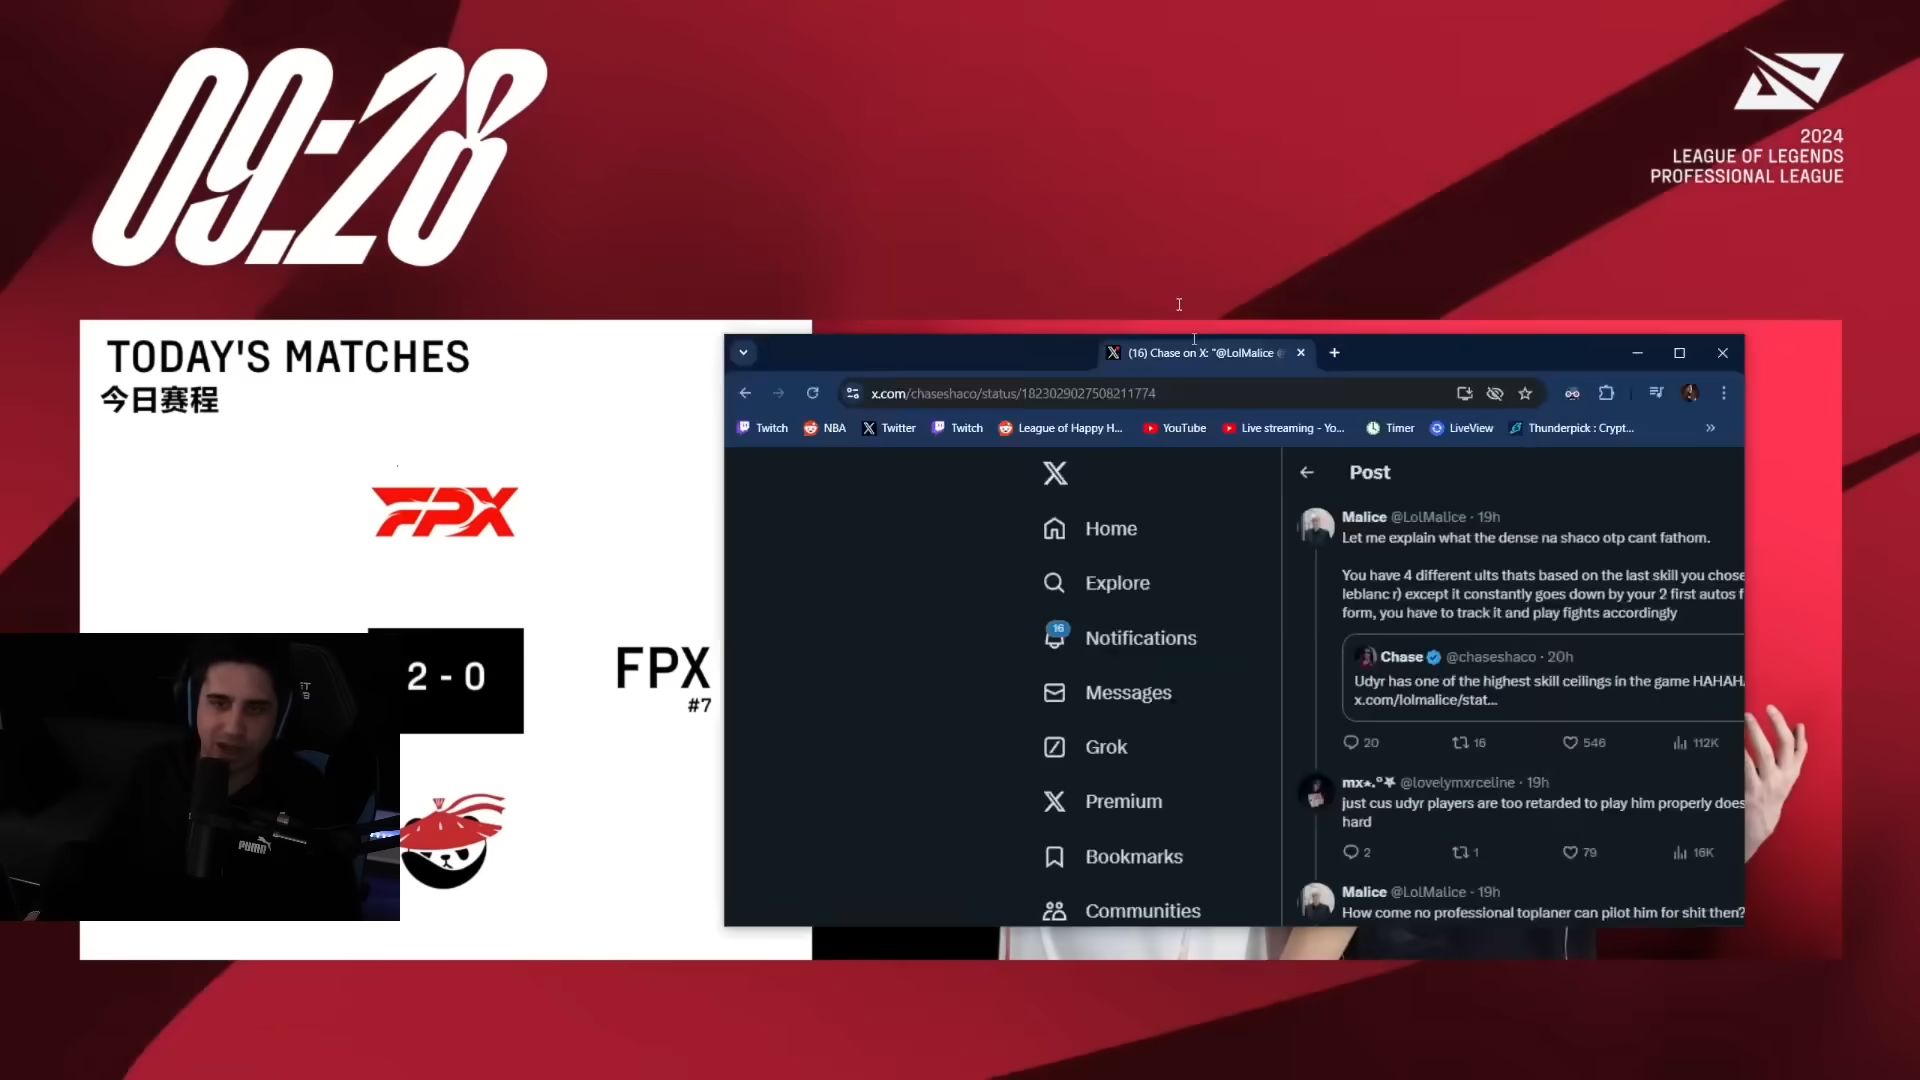 09:28
2024
LEAGUE OF LEGENDS
PROFESSIONAL LEAGUE
TODAY'S MATCHES
今日赛程
FPX
2 - 0
FPX
#7
PUMA
(16) Chase on X: "@LolMalice
x.com/chaseshaco/status/1823029027508211774
Twitch
NBA
Twitter
Twitch
League of Happy H...
YouTube
Live streaming - Yo...
Timer
LiveView
Thunderpick : Crypt...
Home
Explore
16
Notifications
Messages
Grok
Premium
Bookmarks
Communities
Post
Malice @LolMalice · 19h
Let me explain what the dense na shaco otp cant fathom.
You have 4 different ults thats based on the last skill you chose
leblanc r) except it constantly goes down by your 2 first autos f
form, you have to track it and play fights accordingly
Chase @chaseshaco · 20h
Udyr has one of the highest skill ceilings in the game HAHAHA
x.com/lolmalice/stat...
20 16 546 112K
mx⋆.°⛧ @lovelymxrceline · 19h
just cus udyr players are too retarded to play him properly does
hard
2 1 79 16K
Malice @LolMalice · 19h
How come no professional toplaner can pilot him for shit then?